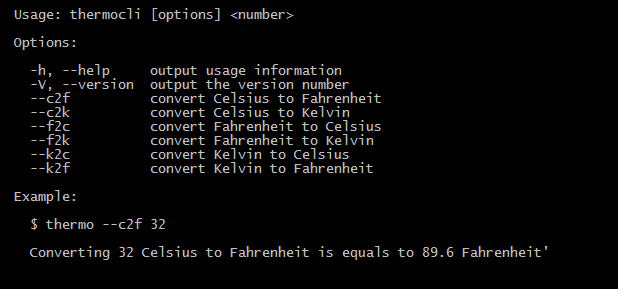 Usage: thermocli [options] <number>
Options:
-h, --help     output usage information
-V, --version  output the version number
--c2f          convert Celsius to Fahrenheit
--c2k          convert Celsius to Kelvin
--f2c          convert Fahrenheit to Celsius
--f2k          convert Fahrenheit to Kelvin
--k2c          convert Kelvin to Celsius
--k2f          convert Kelvin to Fahrenheit
Example:
$ thermo --c2f 32
Converting 32 Celsius to Fahrenheit is equals to 89.6 Fahrenheit'